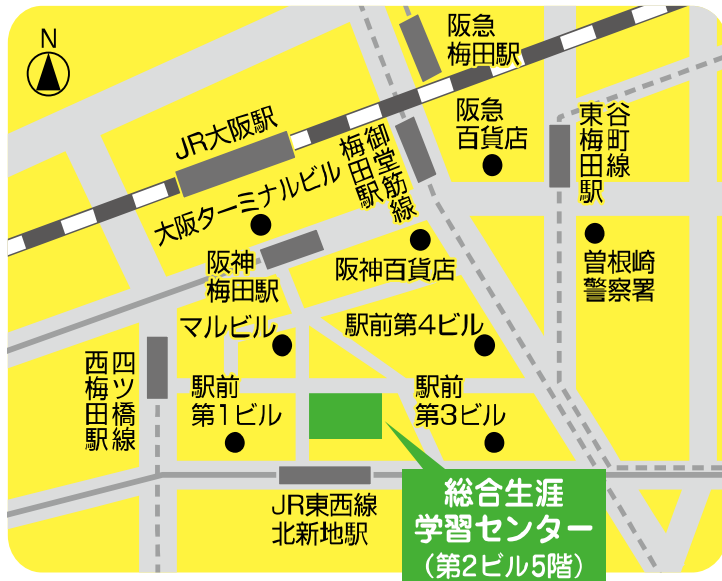 N
阪急
梅田駅
JR大阪駅
阪急
百貨店
谷町線
東梅田駅
御堂筋線
梅田駅
大阪ターミナルビル
阪神
梅田駅
阪神百貨店
曽根崎
警察署
マルビル
駅前第4ビル
四ツ橋線
西梅田駅
駅前
第1ビル
駅前
第3ビル
JR東西線
北新地駅
総合生涯
学習センター
(第2ビル5階)